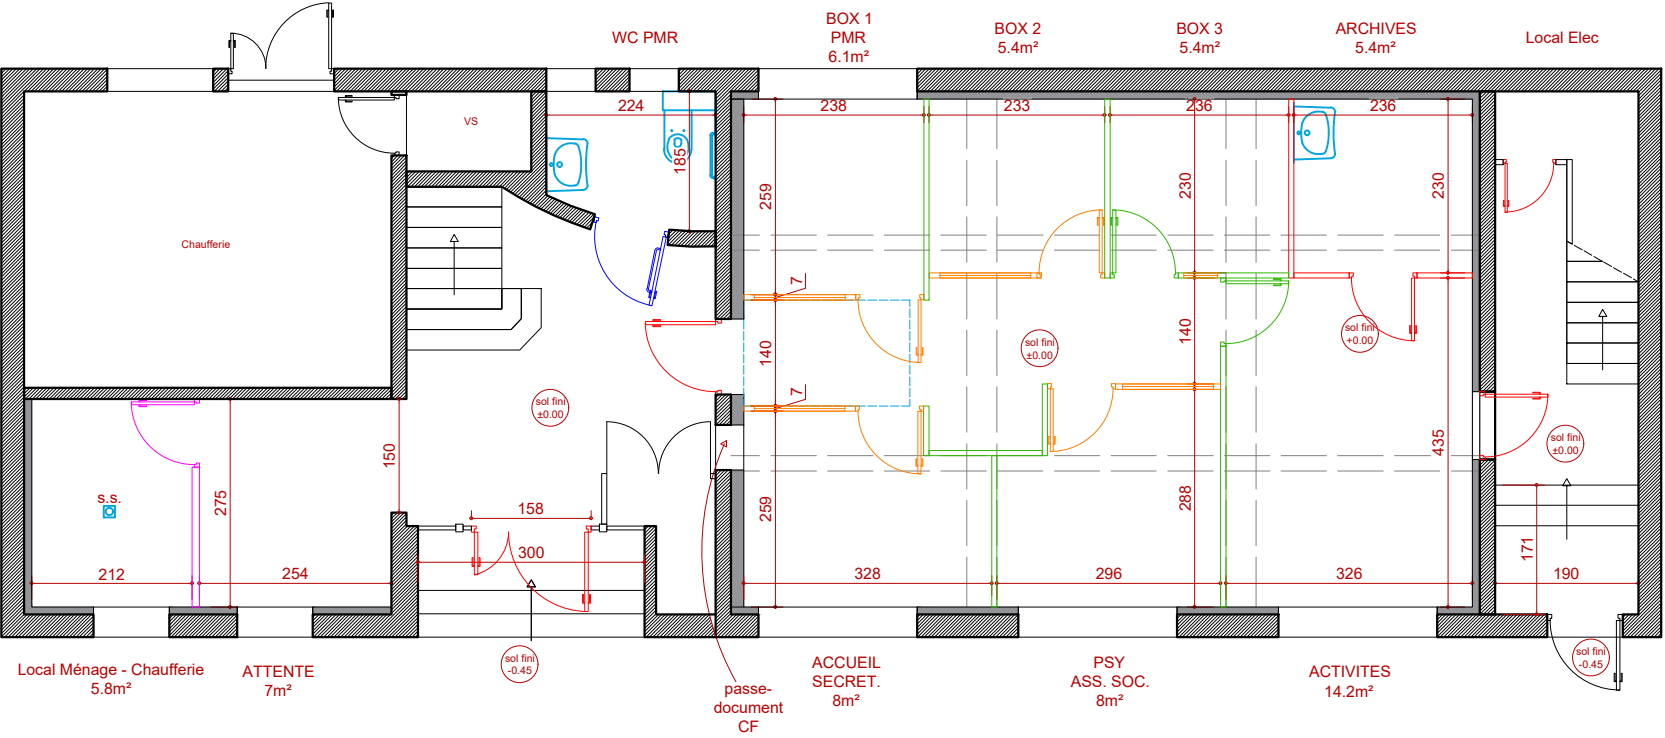 BOX 1
PMR
6.1m²
WC PMR
BOX 2
5.4m²
BOX 3
5.4m²
ARCHIVES
5.4m²
Local Elec
224
238
233
236
236
VS
185
259
230
230
Chaufferie
7
140
140
sol fini
±0.00
sol fini
+0.00
7
sol fini
±0.00
150
435
sol fini
±0.00
s.s.
275
158
259
288
300
171
212
254
328
296
326
190
Local Ménage - Chaufferie
5.8m²
ATTENTE
7m²
sol fini
-0.45
passe-
document
CF
ACCUEIL
SECRET.
8m²
PSY
ASS. SOC.
8m²
ACTIVITES
14.2m²
sol fini
-0.45